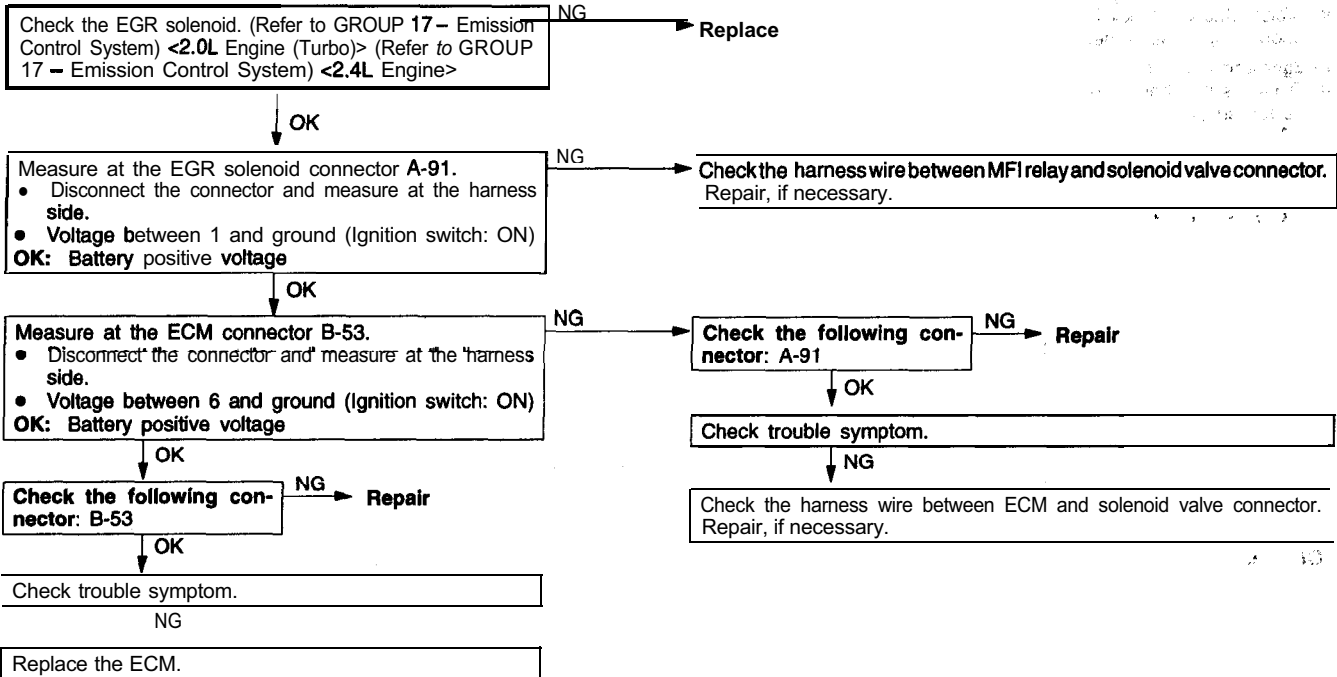 Check the EGR solenoid. (Refer to GROUP 17 – Emission
Control System) <2.0L Engine (Turbo)> (Refer to GROUP
17 – Emission Control System) <2.4L Engine>
NG
Replace
OK
Measure at the EGR solenoid connector A-91.
● Disconnect the connector and measure at the harness
side.
● Voltage between 1 and ground (Ignition switch: ON)
OK: Battery positive voltage
NG
Check the harness wire between MFI relay and solenoid valve connector.
Repair, if necessary.
OK
Measure at the ECM connector B-53.
● Disconnect the connector and measure at the harness
side.
● Voltage between 6 and ground (Ignition switch: ON)
OK: Battery positive voltage
NG
Check the following con-
nector: A-91
NG
Repair
OK
Check trouble symptom.
NG
Check the harness wire between ECM and solenoid valve connector.
Repair, if necessary.
OK
Check the following con-
nector: B-53
NG
Repair
OK
Check trouble symptom.
NG
Replace the ECM.